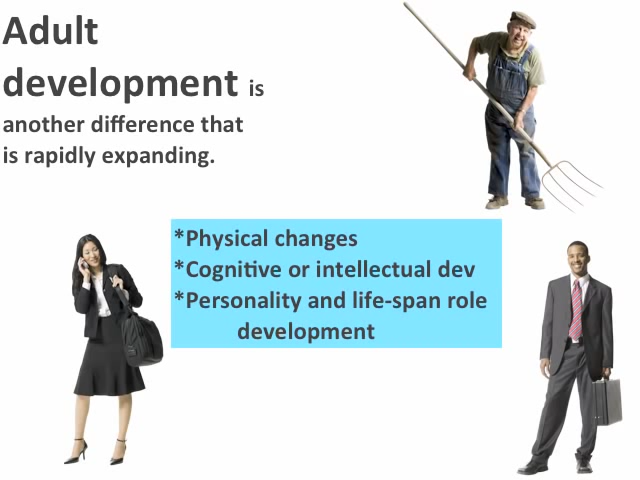 Adult
development is
another difference that
is rapidly expanding.
*Physical changes
*Cognitive or intellectual dev
*Personality and life-span role
development